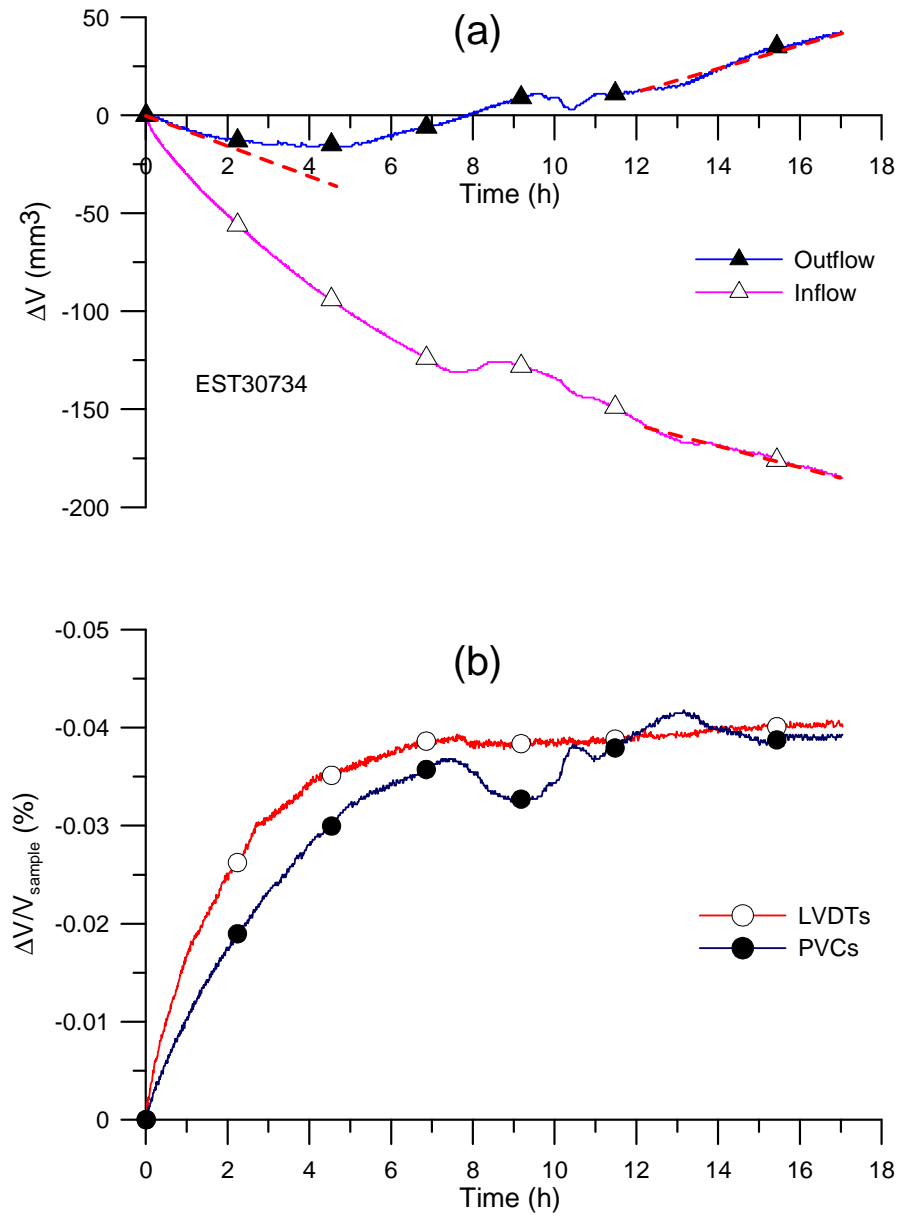 (a)
50
0
-50
-100
-150
-200
ΔV (mm3)
0 2 4 6 8 10 12 14 16 18
Time (h)
Outflow
Inflow
EST30734
(b)
-0.05
-0.04
-0.03
-0.02
-0.01
0
ΔV/Vsample (%)
LVDTs
PVCs
0 2 4 6 8 10 12 14 16 18
Time (h)